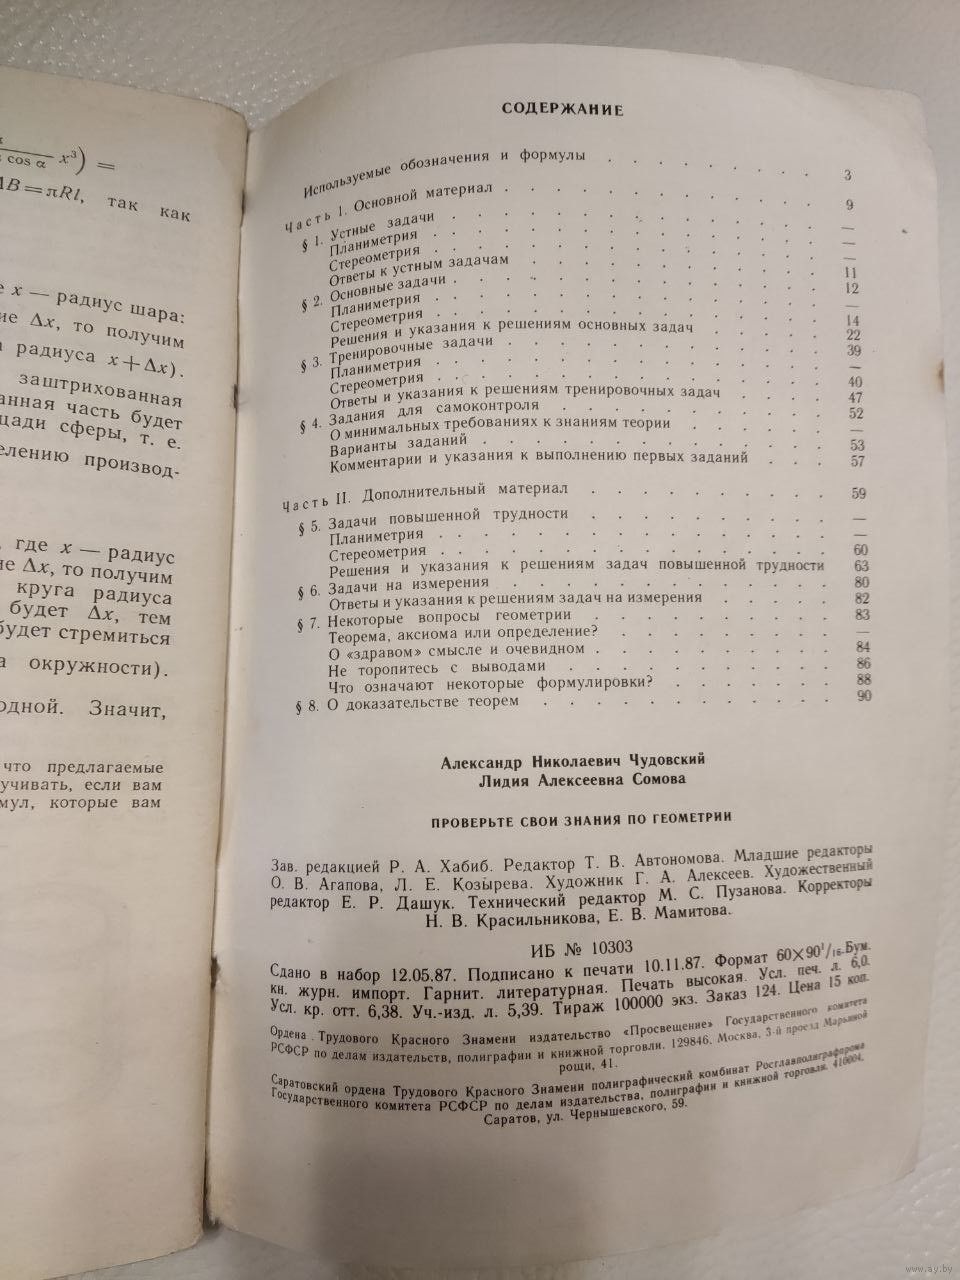 cos α x³) =
AB = πRl, так как
x — радиус шара:
ние Δx, то получим
радиуса x + Δx).
заштрихованная
анная часть будет
щади сферы, т. е.
елению производ-
где x — радиус
ие Δx, то получим
круга радиуса
будет Δx, тем
будет стремиться
а окружности).
одной. Значит,
что предлагаемые
учивать, если вам
мул, которые вам
СОДЕРЖАНИЕ
Используемые обозначения и формулы . . . . . . . 3
Часть I. Основной материал . . . . . . . . . . . 9
§ 1. Устные задачи . . . . . . . . . . . . —
Планиметрия . . . . . . . . . . . . —
Стереометрия . . . . . . . . . . . . —
Ответы к устным задачам . . . . . . . . . 11
§ 2. Основные задачи . . . . . . . . . . . 12
Планиметрия . . . . . . . . . . . . —
Стереометрия . . . . . . . . . . . . 14
Решения и указания к решениям основных задач . . . . 22
§ 3. Тренировочные задачи . . . . . . . . . . 39
Планиметрия . . . . . . . . . . . . —
Стереометрия . . . . . . . . . . . . 40
Ответы и указания к решениям тренировочных задач . . . . 47
§ 4. Задания для самоконтроля . . . . . . . . 52
О минимальных требованиях к знаниям теории . . . . . —
Варианты заданий . . . . . . . . . . . 53
Комментарии и указания к выполнению первых заданий . . . 57
Часть II. Дополнительный материал . . . . . . . . 59
§ 5. Задачи повышенной трудности . . . . . . . —
Планиметрия . . . . . . . . . . . . —
Стереометрия . . . . . . . . . . . . 60
Решения и указания к решениям задач повышенной трудности 63
§ 6. Задачи на измерения . . . . . . . . . . 80
Ответы и указания к решениям задач на измерения . . . . . 82
§ 7. Некоторые вопросы геометрии . . . . . . . 83
Теорема, аксиома или определение? . . . . . . . —
О «здравом» смысле и очевидном . . . . . . . . 84
Не торопитесь с выводами . . . . . . . . . 86
Что означают некоторые формулировки? . . . . . . 88
§ 8. О доказательстве теорем . . . . . . . . . 90
Александр Николаевич Чудовский
Лидия Алексеевна Сомова
ПРОВЕРЬТЕ СВОИ ЗНАНИЯ ПО ГЕОМЕТРИИ
Зав. редакцией Р. А. Хабиб. Редактор Т. В. Автономова. Младшие редакторы
О. В. Агапова, Л. Е. Козырева. Художник Г. А. Алексеев. Художественный
редактор Е. Р. Дашук. Технический редактор М. С. Пузанова. Корректоры
Н. В. Красильникова, Е. В. Мамитова.
ИБ № 10303
Сдано в набор 12.05.87. Подписано к печати 10.11.87. Формат 60×90¹/₁₆. Бум.
кн. журн. импорт. Гарнит. литературная. Печать высокая. Усл. печ. л. 6,0.
Усл. кр. отт. 6,38. Уч.-изд. л. 5,39. Тираж 100000 экз. Заказ 124. Цена 15 коп.
Ордена Трудового Красного Знамени издательство «Просвещение» Государственного комитета
РСФСР по делам издательств, полиграфии и книжной торговли. 129846, Москва, 3-й проезд Марьиной
рощи, 41.
Саратовский ордена Трудового Красного Знамени полиграфический комбинат Росглавполиграфпрома
Государственного комитета РСФСР по делам издательств, полиграфии и книжной торговли. 410004,
Саратов, ул. Чернышевского, 59.
www.ay.by